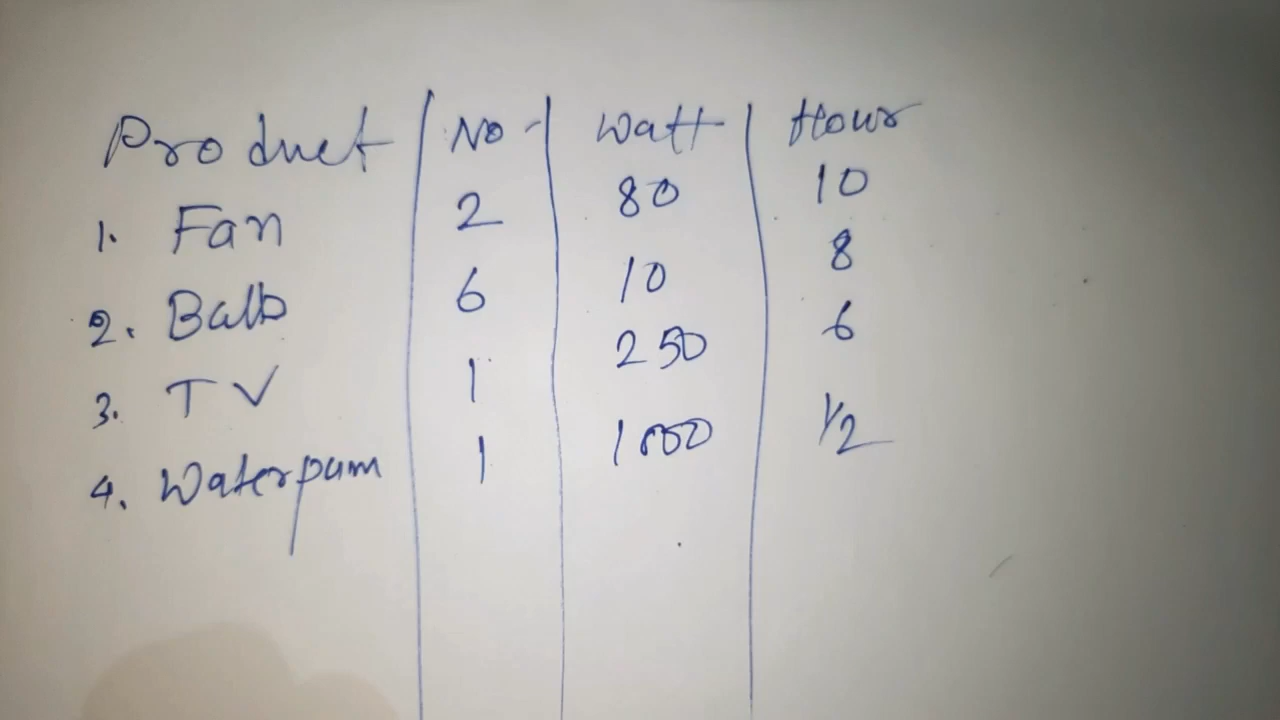 Product No - Watt Hour
1. Fan 2 80 10
2. Balb 6 10 8
3. TV 1 250 6
4. Waterpum 1 1000 1/2